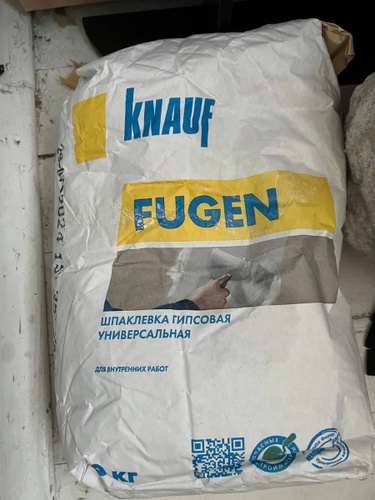 KNAUF
FUGEN
ШПАКЛЕВКА ГИПСОВАЯ
УНИВЕРСАЛЬНАЯ
ДЛЯ ВНУТРЕННИХ РАБОТ
КГ